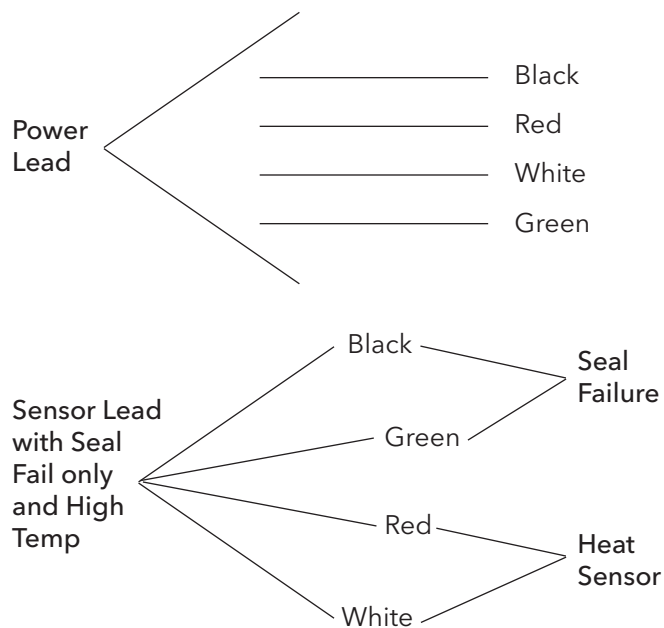 Power
Lead
Black
Red
White
Green
Sensor Lead
with Seal
Fail only
and High
Temp
Black
Green
Red
White
Seal
Failure
Heat
Sensor